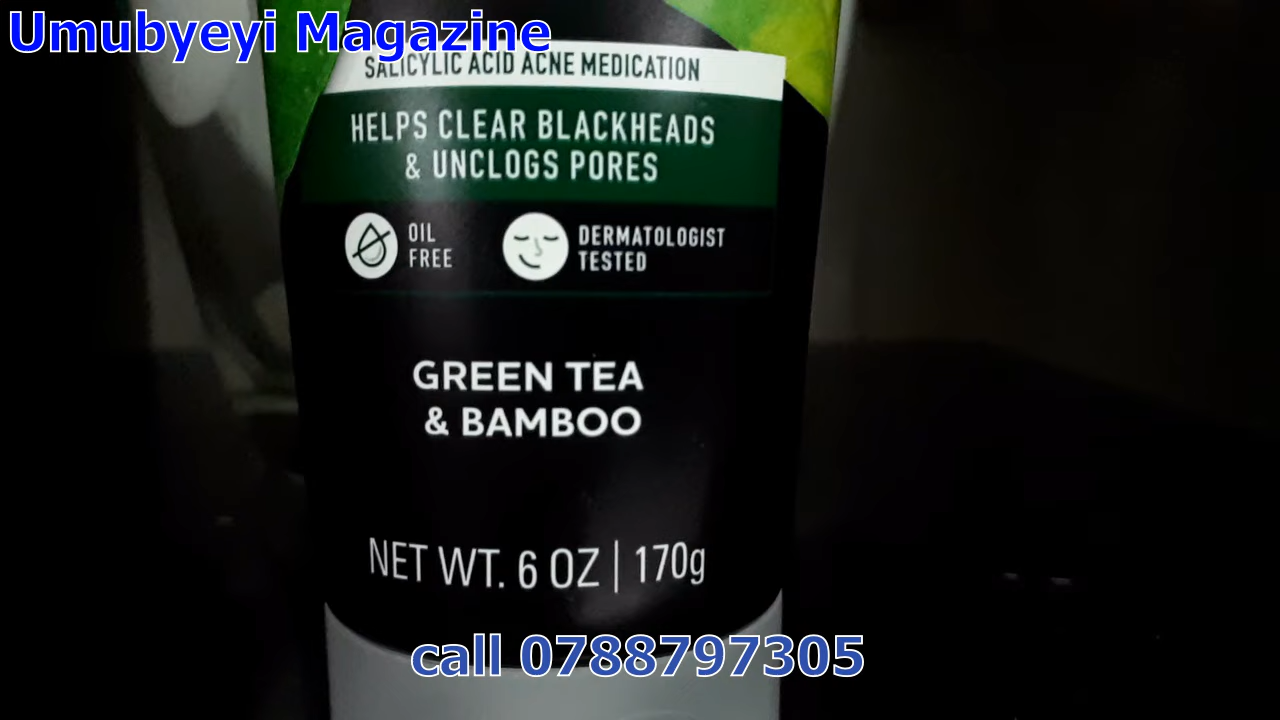 Umubyeyi Magazine
SALICYLIC ACID ACNE MEDICATION
HELPS CLEAR BLACKHEADS
& UNCLOGS PORES
OIL
FREE
DERMATOLOGIST
TESTED
GREEN TEA
& BAMBOO
NET WT. 6 OZ | 170g
call 0788797305